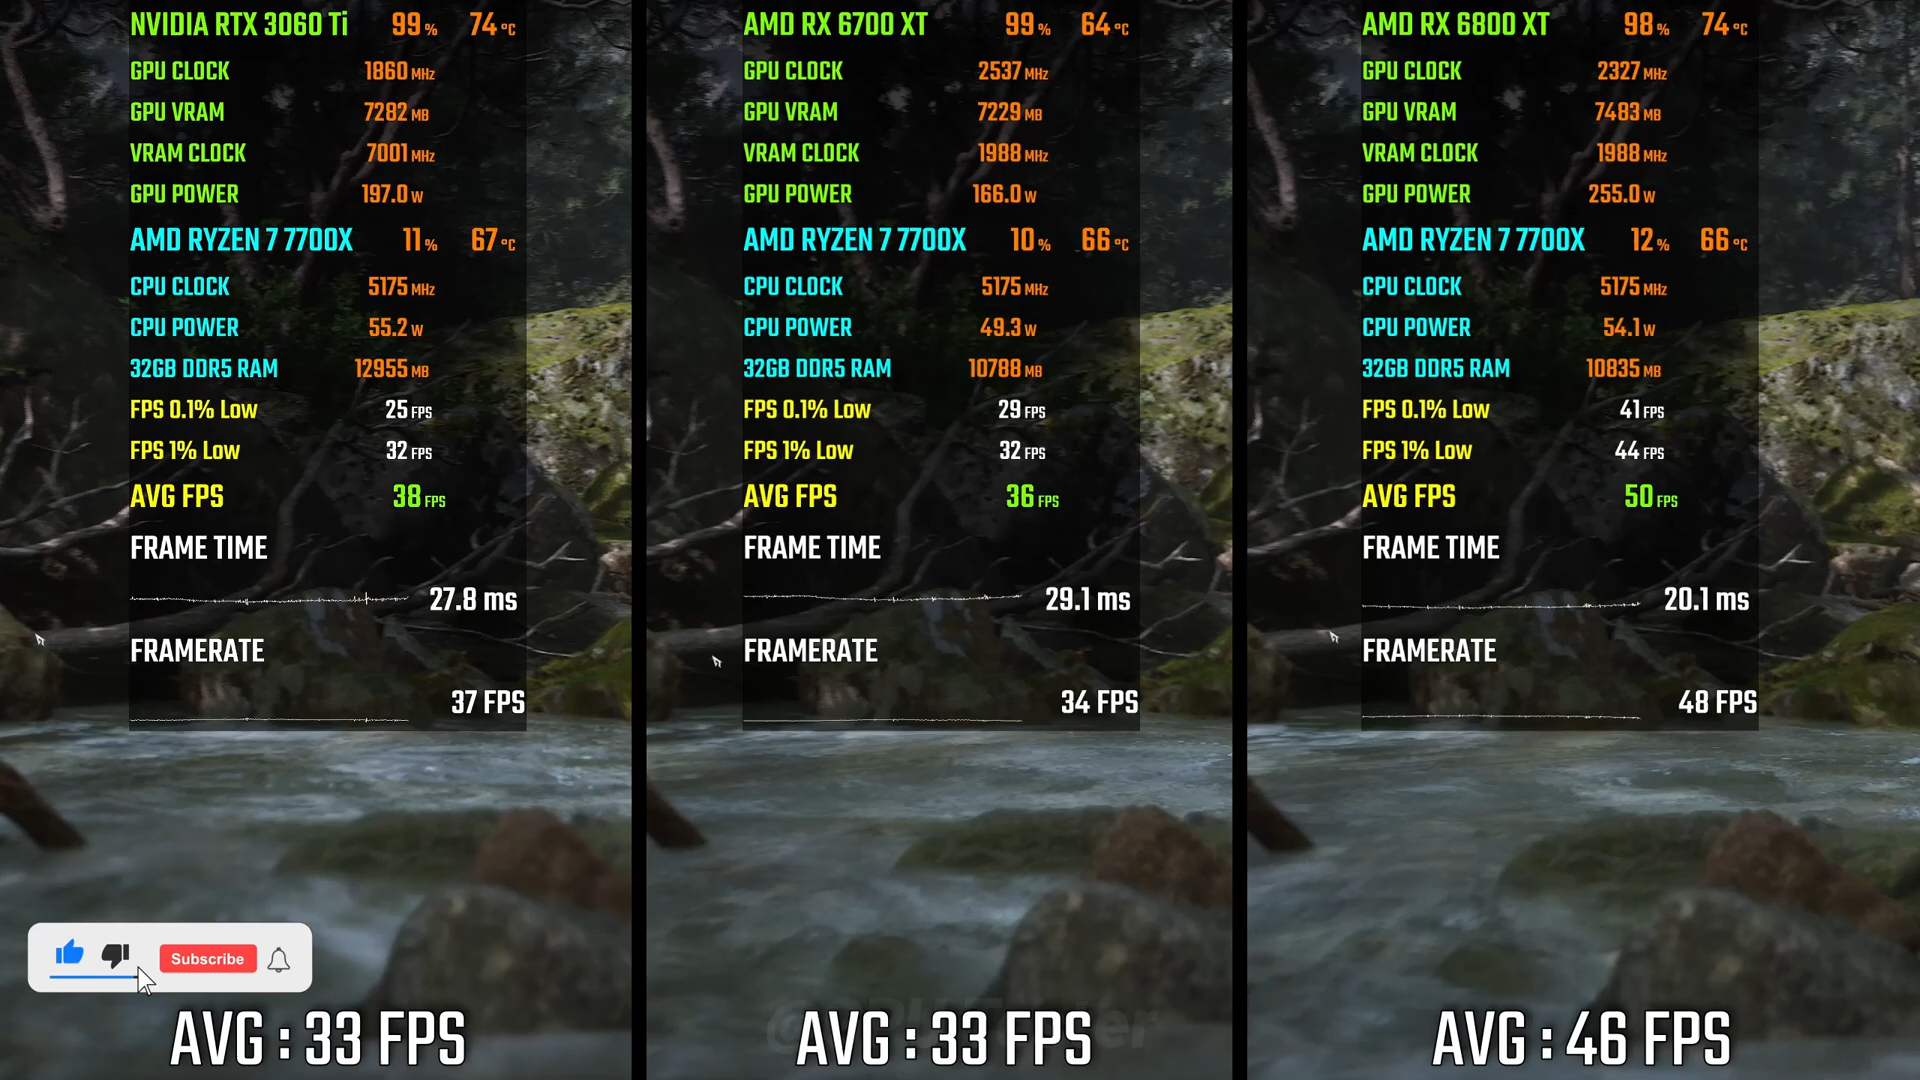 NVIDIA RTX 3060 Ti 99 % 74 °C
GPU CLOCK 1860 MHz
GPU VRAM 7282 MB
VRAM CLOCK 7001 MHz
GPU POWER 197.0 W
AMD RYZEN 7 7700X 11 % 67 °C
CPU CLOCK 5175 MHz
CPU POWER 55.2 W
32GB DDR5 RAM 12955 MB
FPS 0.1% Low 25 FPS
FPS 1% Low 32 FPS
AVG FPS 38 FPS
FRAME TIME
27.8 ms
FRAMERATE
37 FPS
Subscribe
AVG : 33 FPS
AMD RX 6700 XT 99 % 64 °C
GPU CLOCK 2537 MHz
GPU VRAM 7229 MB
VRAM CLOCK 1988 MHz
GPU POWER 166.0 W
AMD RYZEN 7 7700X 10 % 66 °C
CPU CLOCK 5175 MHz
CPU POWER 49.3 W
32GB DDR5 RAM 10788 MB
FPS 0.1% Low 29 FPS
FPS 1% Low 32 FPS
AVG FPS 36 FPS
FRAME TIME
29.1 ms
FRAMERATE
34 FPS
AVG : 33 FPS
AMD RX 6800 XT 98 % 74 °C
GPU CLOCK 2327 MHz
GPU VRAM 7483 MB
VRAM CLOCK 1988 MHz
GPU POWER 255.0 W
AMD RYZEN 7 7700X 12 % 66 °C
CPU CLOCK 5175 MHz
CPU POWER 54.1 W
32GB DDR5 RAM 10835 MB
FPS 0.1% Low 41 FPS
FPS 1% Low 44 FPS
AVG FPS 50 FPS
FRAME TIME
20.1 ms
FRAMERATE
48 FPS
AVG : 46 FPS